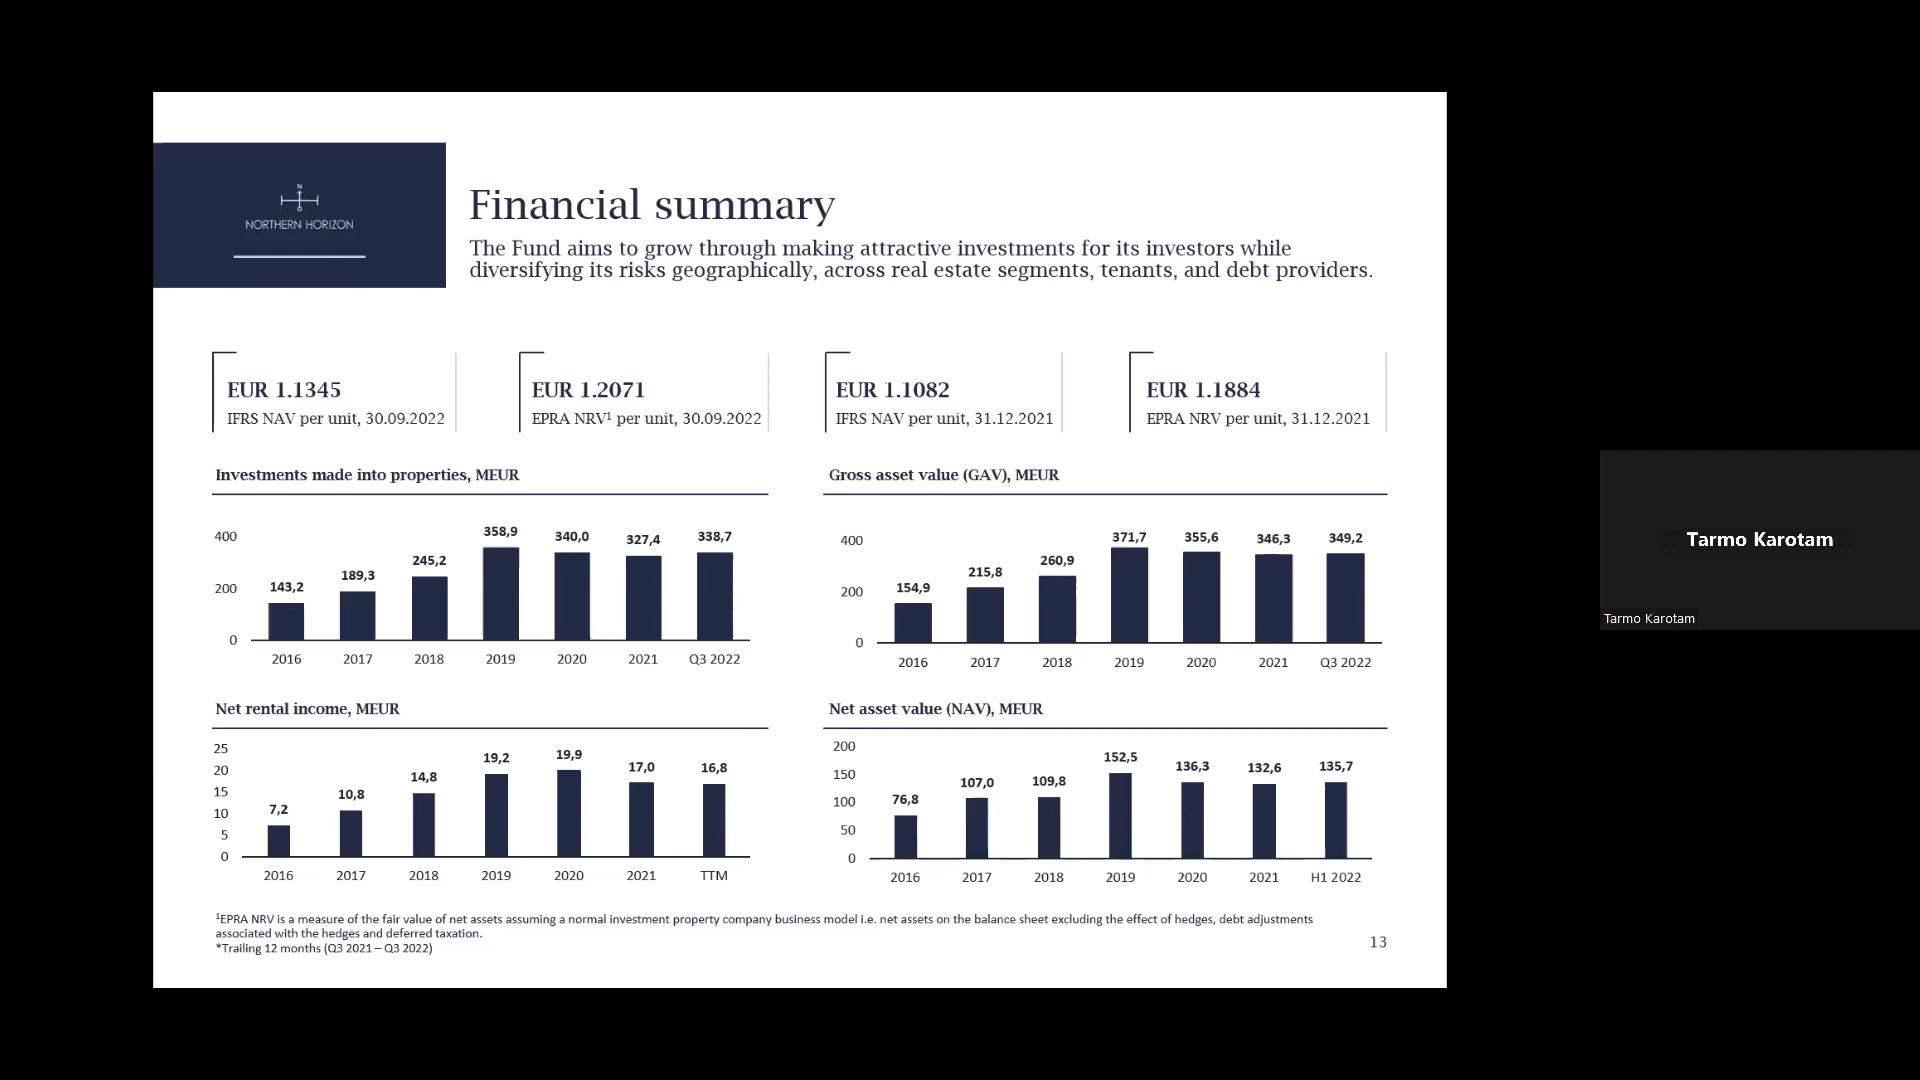 N
O
NORTHERN HORIZON
Financial summary
The Fund aims to grow through making attractive investments for its investors while
diversifying its risks geographically, across real estate segments, tenants, and debt providers.
EUR 1.1345
IFRS NAV per unit, 30.09.2022
EUR 1.2071
EPRA NRV¹ per unit, 30.09.2022
EUR 1.1082
IFRS NAV per unit, 31.12.2021
EUR 1.1884
EPRA NRV per unit, 31.12.2021
Investments made into properties, MEUR
400
200
0
143,2
189,3
245,2
358,9
340,0
327,4
338,7
2016 2017 2018 2019 2020 2021 Q3 2022
Gross asset value (GAV), MEUR
400
200
0
154,9
215,8
260,9
371,7
355,6
346,3
349,2
2016 2017 2018 2019 2020 2021 Q3 2022
Net rental income, MEUR
25
20
15
10
5
0
7,2
10,8
14,8
19,2
19,9
17,0
16,8
2016 2017 2018 2019 2020 2021 TTM
Net asset value (NAV), MEUR
200
150
100
50
0
76,8
107,0
109,8
152,5
136,3
132,6
135,7
2016 2017 2018 2019 2020 2021 H1 2022
¹EPRA NRV is a measure of the fair value of net assets assuming a normal investment property company business model i.e. net assets on the balance sheet excluding the effect of hedges, debt adjustments
associated with the hedges and deferred taxation.
*Trailing 12 months (Q3 2021 – Q3 2022)
13
Tarmo Karotam
Tarmo Karotam